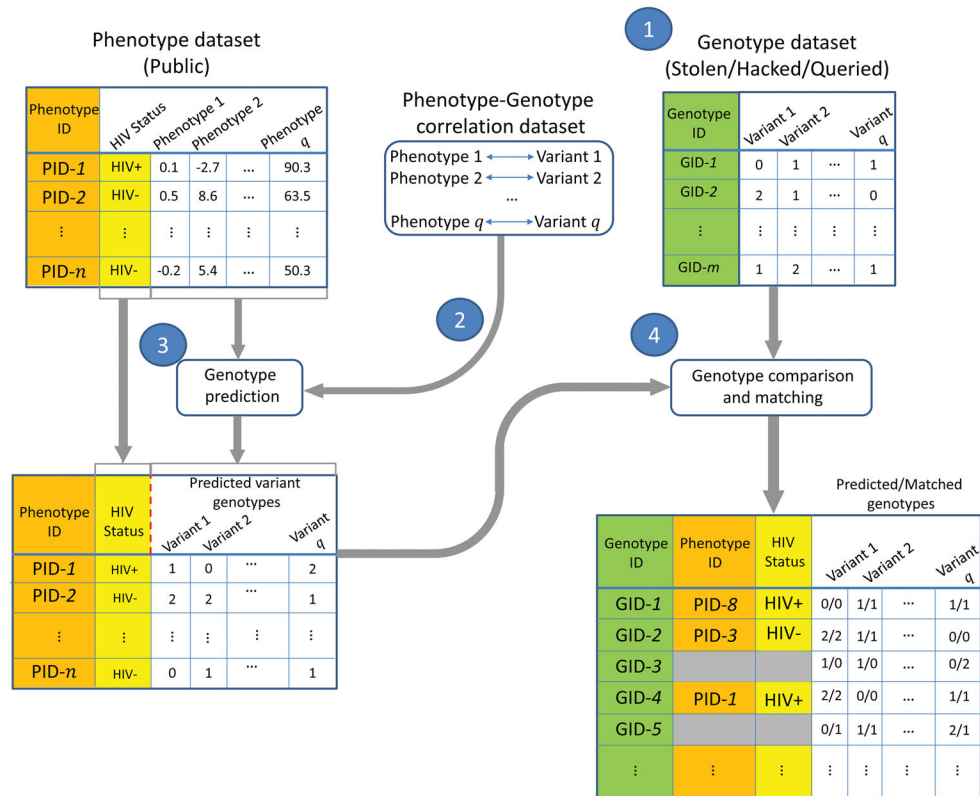 Phenotype dataset
(Public)
Phenotype ID HIV Status Phenotype 1 Phenotype 2 Phenotype q
PID-1 HIV+ 0.1 -2.7 ... 90.3
PID-2 HIV- 0.5 8.6 ... 63.5
⋮ ⋮ ⋮ ⋮ ⋮ ⋮
PID-n HIV- -0.2 5.4 ... 50.3
Phenotype-Genotype
correlation dataset
Phenotype 1 ↔ Variant 1
Phenotype 2 ↔ Variant 2
...
Phenotype q ↔ Variant q
1
Genotype dataset
(Stolen/Hacked/Queried)
Genotype ID Variant 1 Variant 2 Variant q
GID-1 0 1 ... 1
GID-2 2 1 ... 0
⋮ ⋮ ⋮ ⋮ ⋮
GID-m 1 2 ... 1
2
3
Genotype
prediction
4
Genotype comparison
and matching
Predicted variant
genotypes
Phenotype ID HIV Status Variant 1 Variant 2 Variant q
PID-1 HIV+ 1 0 ... 2
PID-2 HIV- 2 2 ... 1
⋮ ⋮ ⋮ ⋮ ⋮ ⋮
PID-n HIV- 0 1 ... 1
Predicted/Matched
genotypes
Genotype ID Phenotype ID HIV Status Variant 1 Variant 2 Variant q
GID-1 PID-8 HIV+ 0/0 1/1 ... 1/1
GID-2 PID-3 HIV- 2/2 1/1 ... 0/0
GID-3 1/0 1/0 ... 0/2
GID-4 PID-1 HIV+ 2/2 0/0 ... 1/1
GID-5 0/1 1/1 ... 2/1
⋮ ⋮ ⋮ ⋮ ⋮ ⋮ ⋮